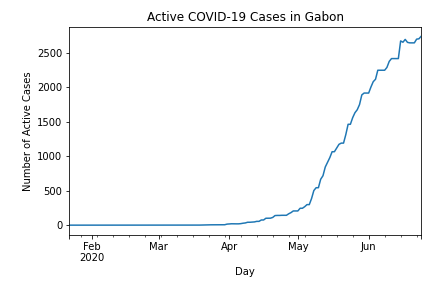 Active COVID-19 Cases in Gabon
Number of Active Cases
2500
2000
1500
1000
500
0
Feb
2020
Mar
Apr
May
Jun
Day